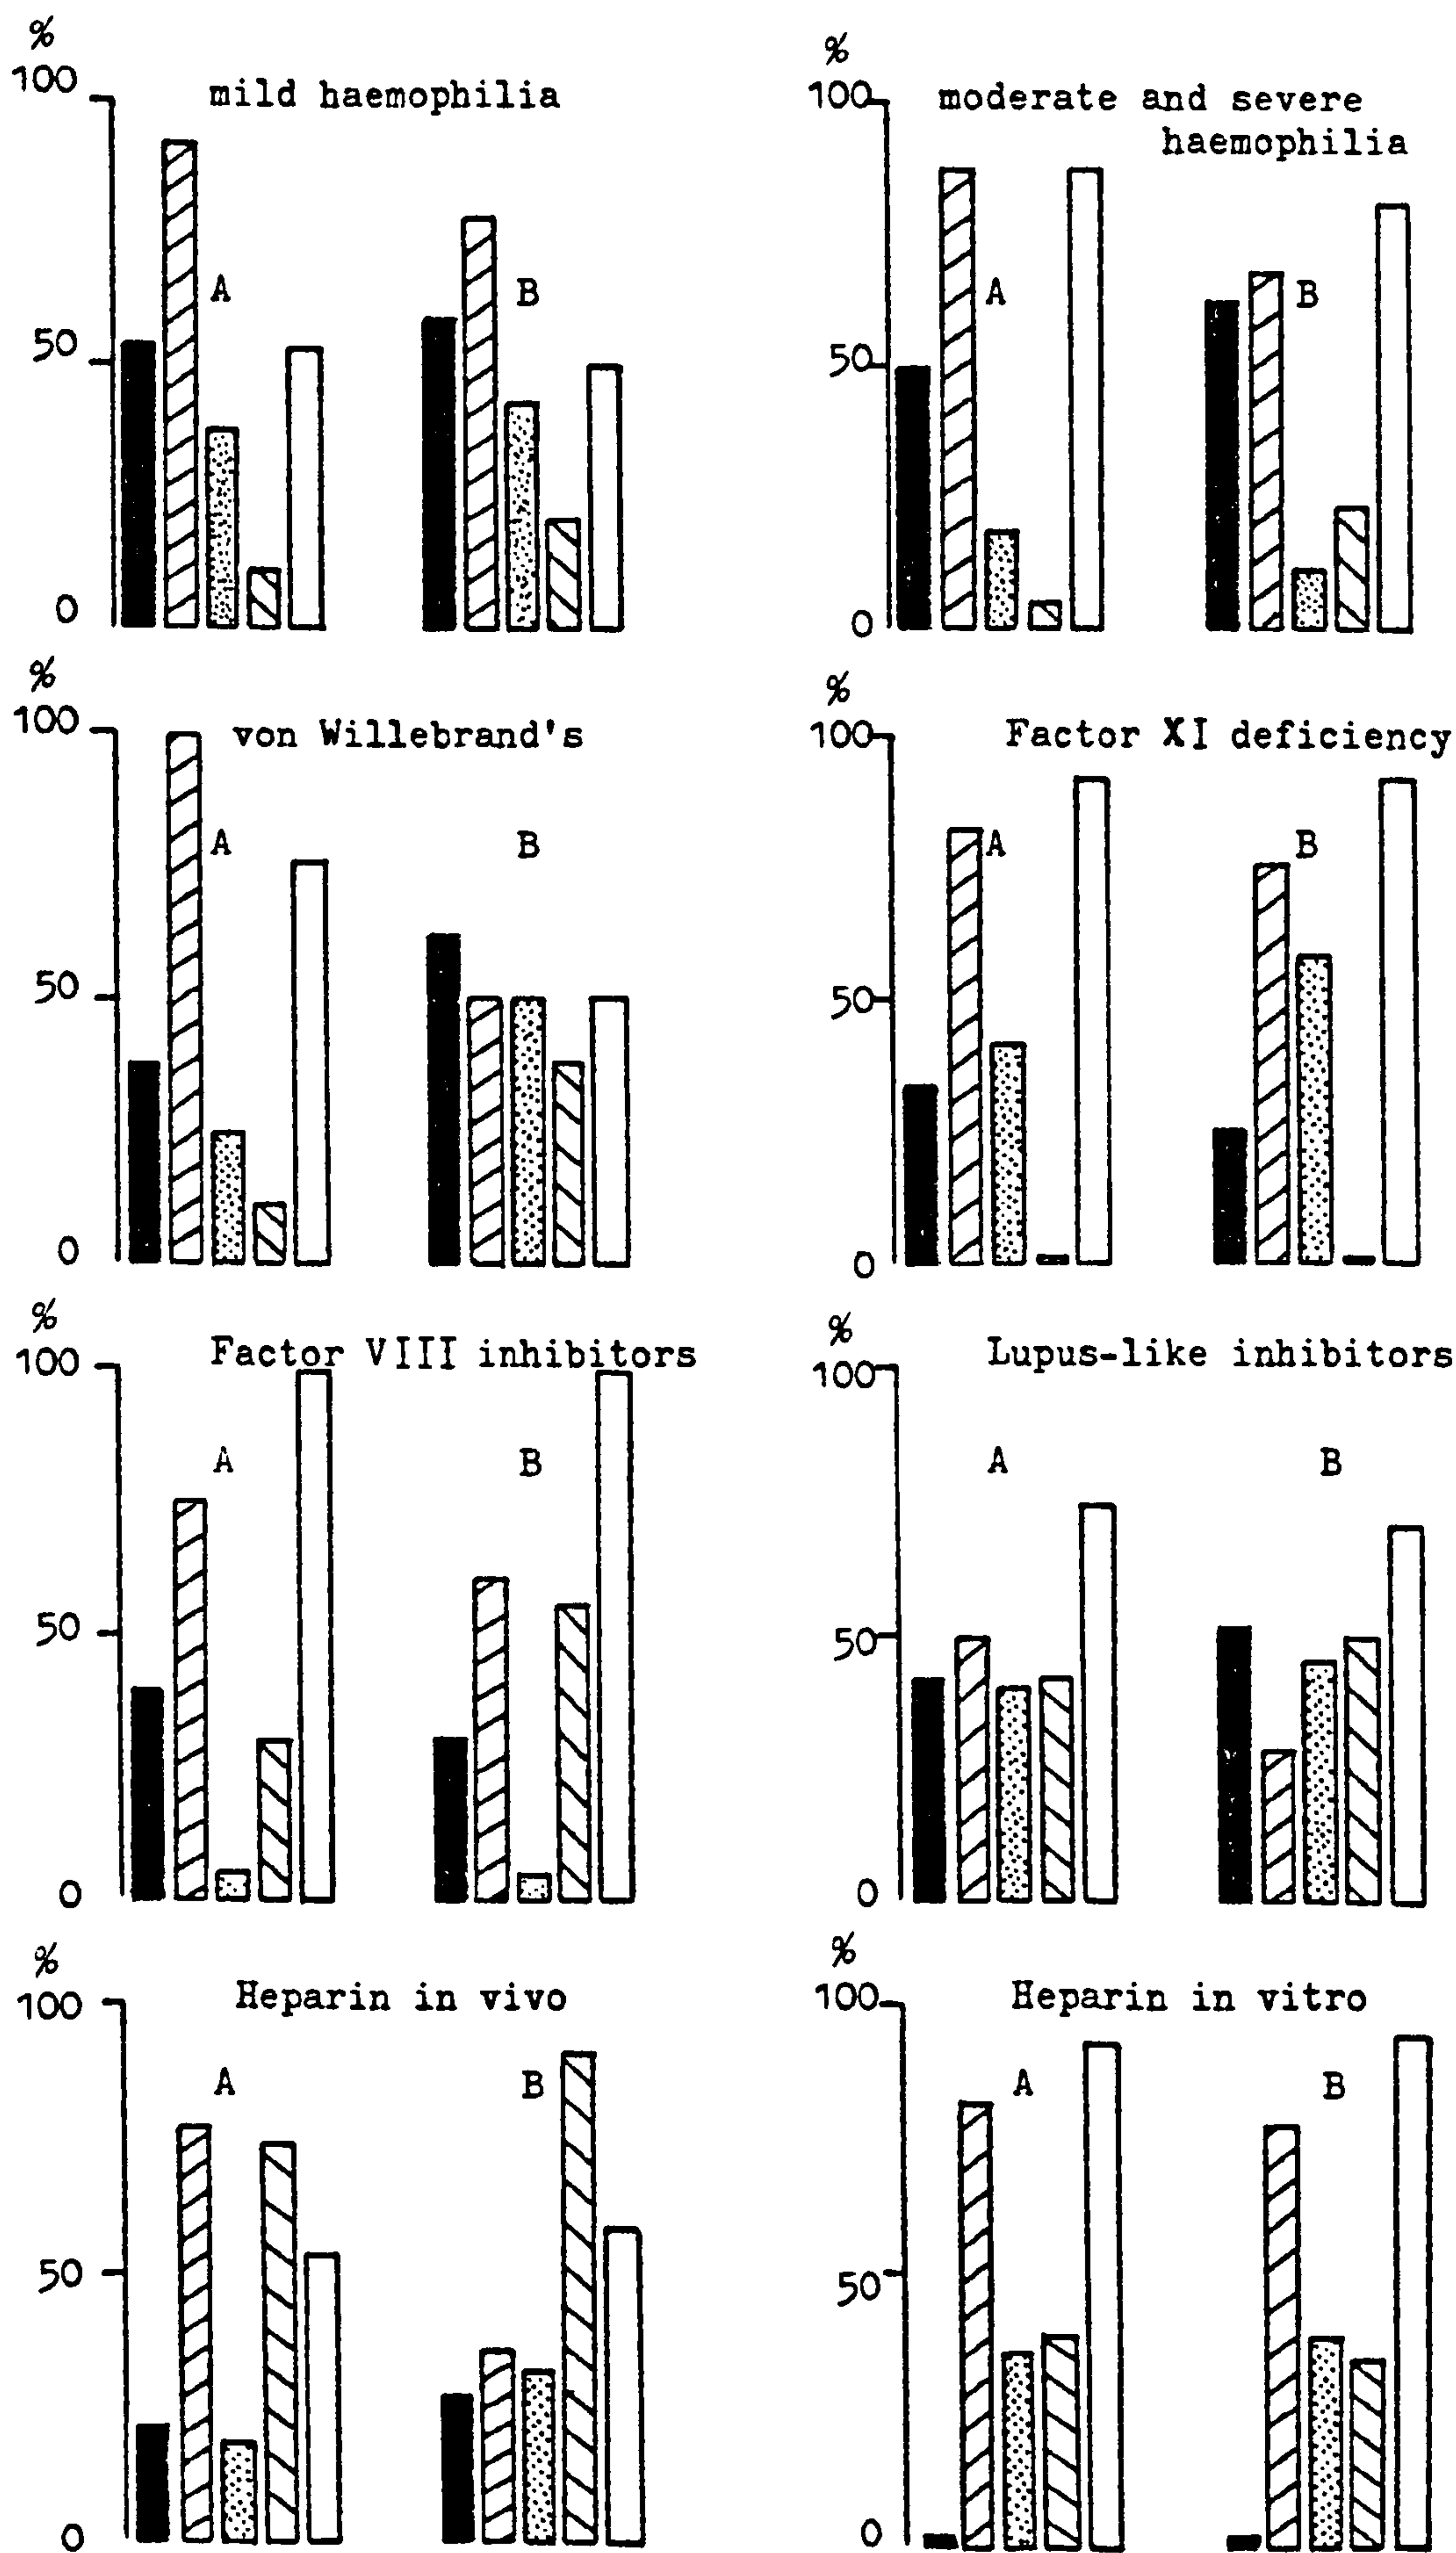 %
100
mild haemophilia
A
B
50
0
%
100
moderate and severe
haemophilia
A
B
50
0
%
100
von Willebrand's
A
B
50
0
%
100
Factor XI deficiency
A
B
50
0
%
100
Factor VIII inhibitors
A
B
50
0
%
100
Lupus-like inhibitors
A
B
50
0
%
100
Heparin in vivo
A
B
50
0
%
100
Heparin in vitro
A
B
50
0